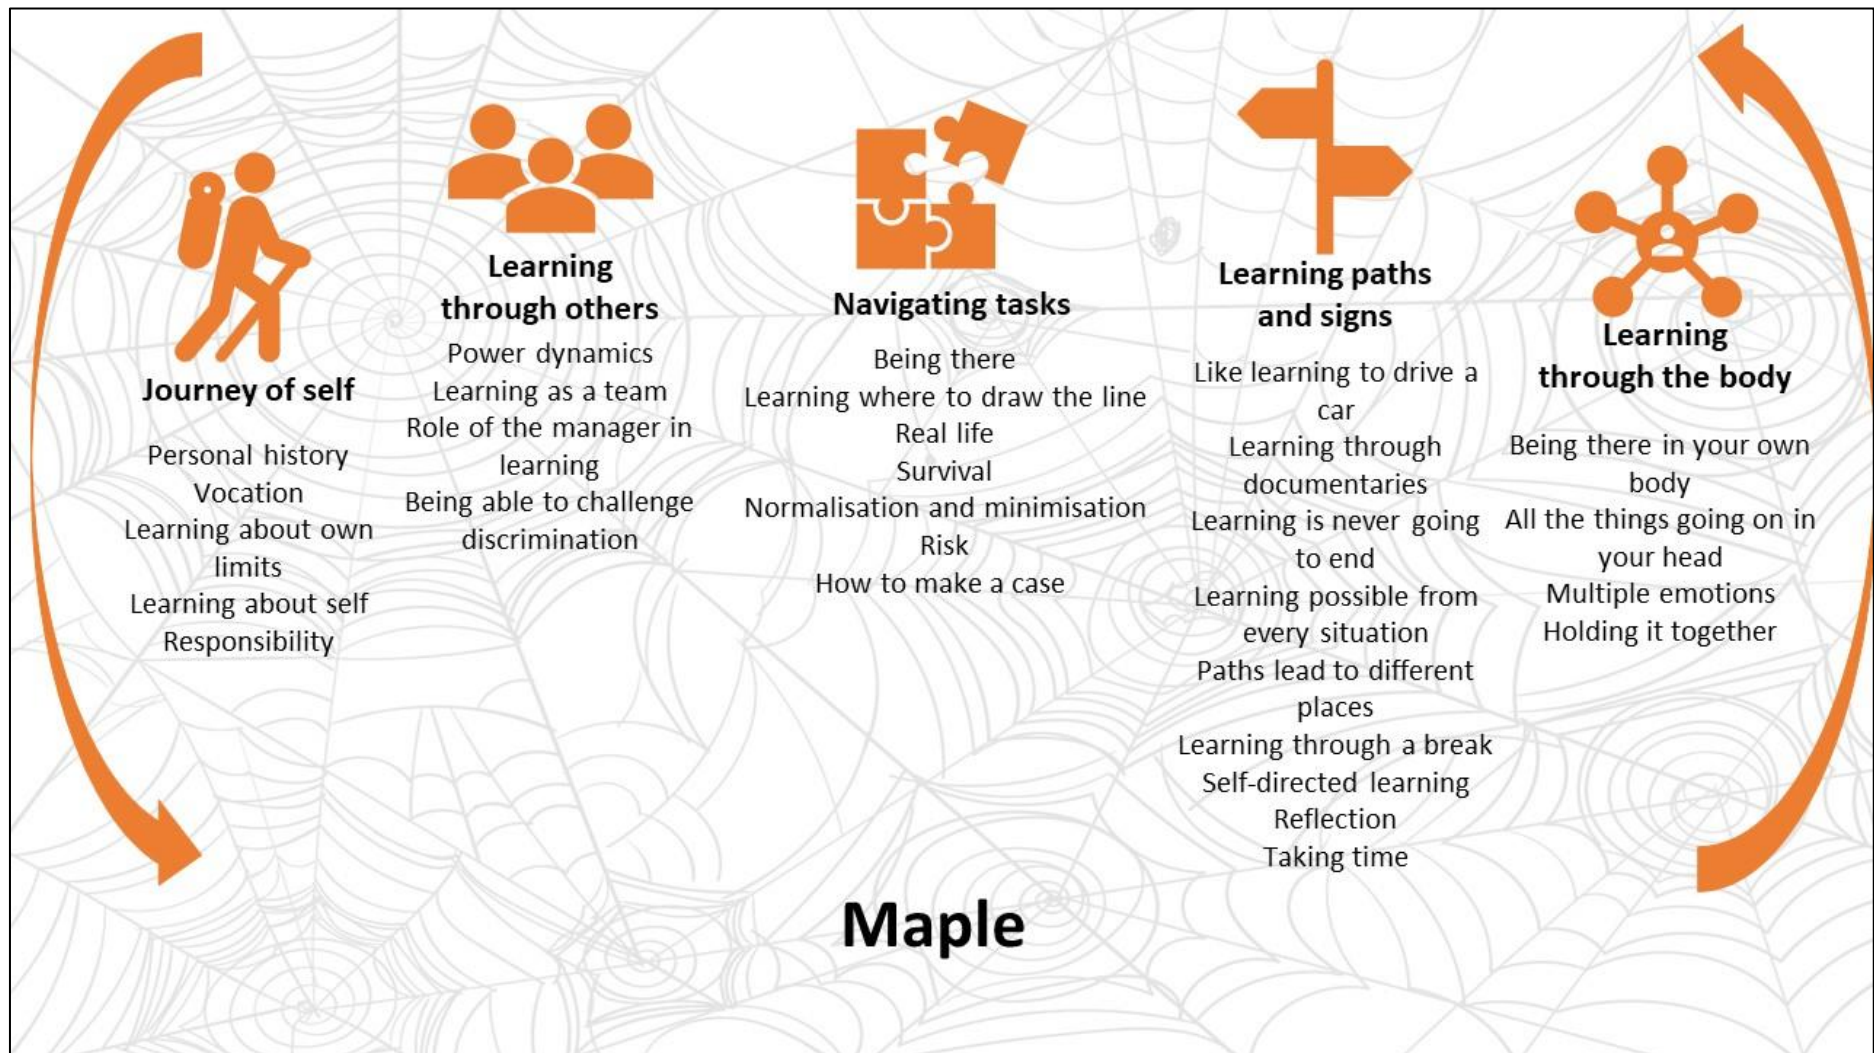 Journey of self
Personal history
Vocation
Learning about own
limits
Learning about self
Responsibility
Learning
through others
Power dynamics
Learning as a team
Role of the manager in
learning
Being able to challenge
discrimination
Navigating tasks
Being there
Learning where to draw the line
Real life
Survival
Normalisation and minimisation
Risk
How to make a case
Learning paths
and signs
Like learning to drive a
car
Learning through
documentaries
Learning is never going
to end
Learning possible from
every situation
Paths lead to different
places
Learning through a break
Self-directed learning
Reflection
Taking time
Learning
through the body
Being there in your own
body
All the things going on in
your head
Multiple emotions
Holding it together
Maple